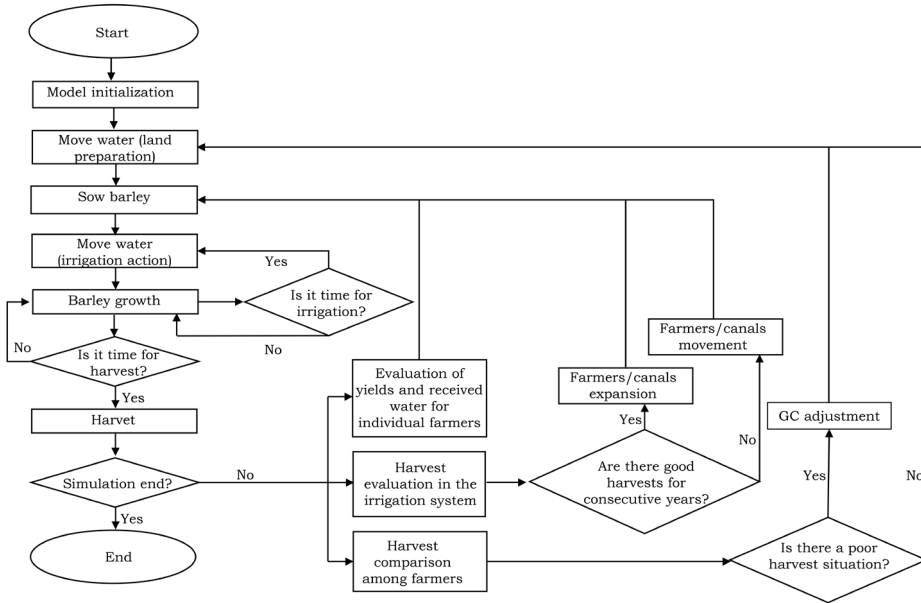 Start
Model initialization
Move water (land
preparation)
Sow barley
Move water
(irrigation action)
Yes
Barley growth
Is it time for
irrigation?
No
No
Is it time for
harvest?
Yes
Harvet
Simulation end?
No
Yes
End
Evaluation of
yields and received
water for
individual farmers
Harvest
evaluation in the
irrigation system
Harvest
comparison
among farmers
Farmers/canals
movement
Farmers/canals
expansion
Yes
No
Are there good
harvests for
consecutive years?
GC adjustment
Yes
No
Is there a poor
harvest situation?